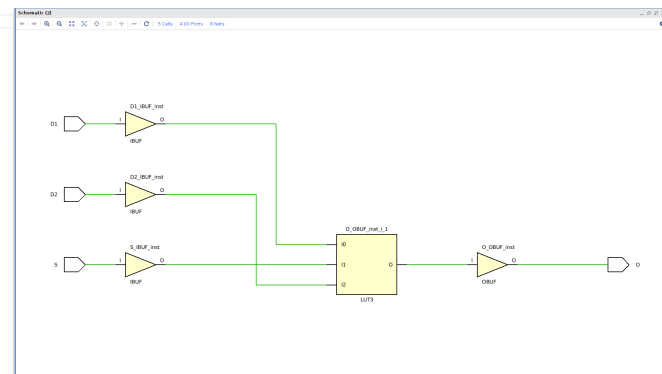 Schematic (2)
5 Cells 4 I/O Ports 8 Nets
D1_IBUF_inst
D1 I O
IBUF
D2_IBUF_inst
D2 I O
IBUF
O_OBUF_inst_i_1
S_IBUF_inst I0 O_OBUF_inst
S I O I1 O I O O
IBUF I2 OBUF
LUT3